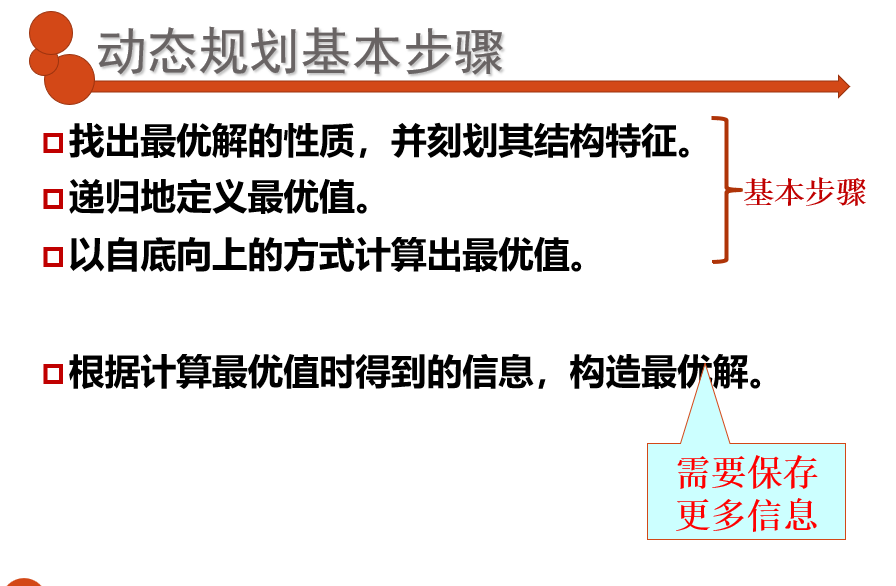 动态规划基本步骤
找出最优解的性质，并刻划其结构特征。
递归地定义最优值。
以自底向上的方式计算出最优值。
基本步骤
根据计算最优值时得到的信息，构造最优解。
需要保存
更多信息